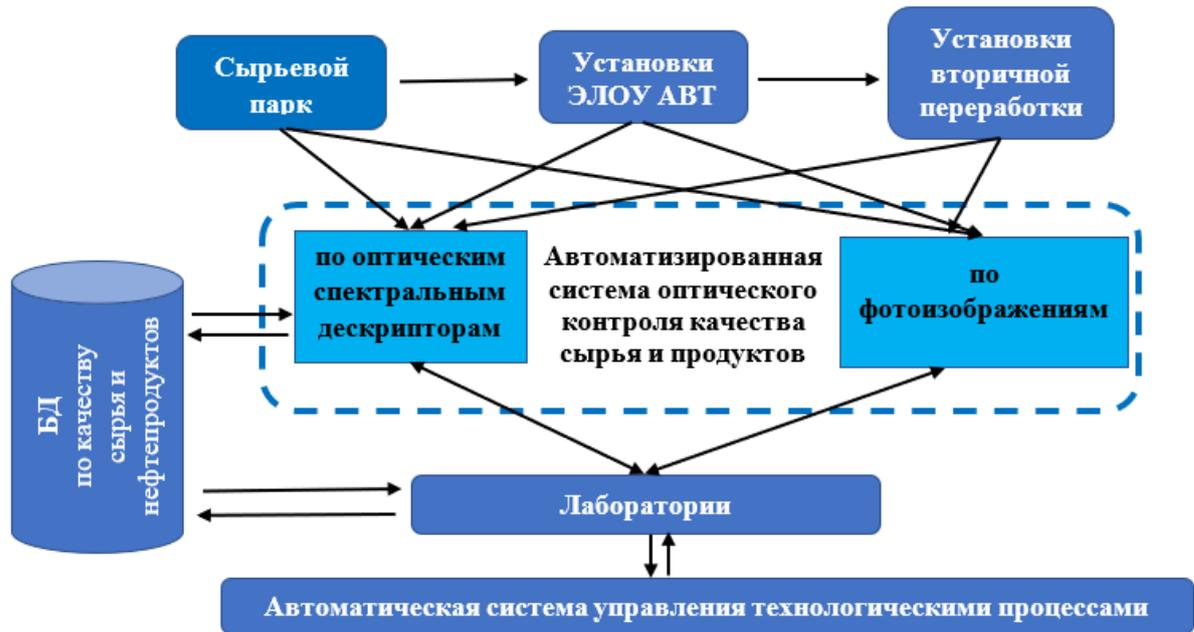 Сырьевой
парк
Установки
ЭЛОУ АВТ
Установки
вторичной
переработки
по оптическим
спектральным
дескрипторам
Автоматизированная
система оптического
контроля качества
сырья и продуктов
по
фотоизображениям
БД
по качеству
сырья и
нефтепродуктов
Лаборатории
Автоматическая система управления технологическими процессами